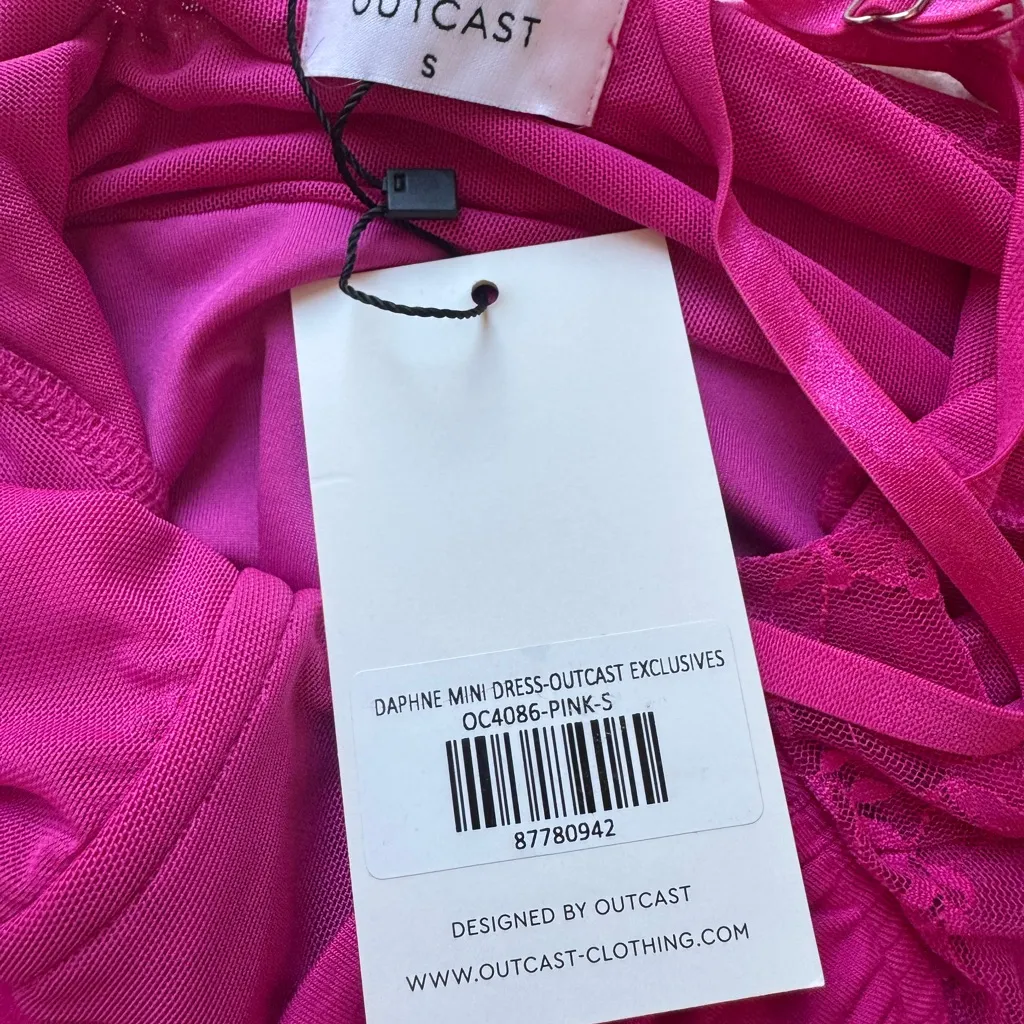 OUTCAST
S
DAPHNE MINI DRESS-OUTCAST EXCLUSIVES
OC4086-PINK-S
87780942
DESIGNED BY OUTCAST
WWW.OUTCAST-CLOTHING.COM